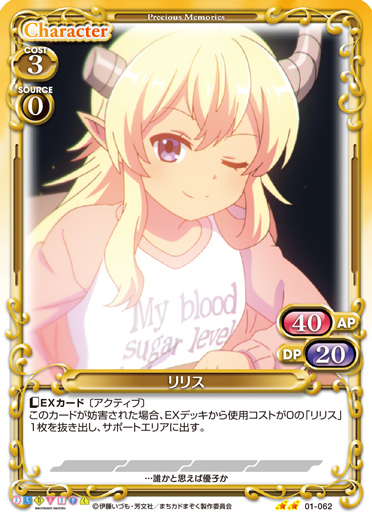 Precious Memories
Character
COST
3
SOURCE
0
My blood
sugar level
40 AP
DP 20
リリス
EXカード〔アクティブ〕
このカードが妨害された場合、EXデッキから使用コストが0の「リリス」
1枚を抜き出し、サポートエリアに出す。
…誰かと思えば優子か
©伊藤いづも・芳文社／まちカドまぞく製作委員会
01-062